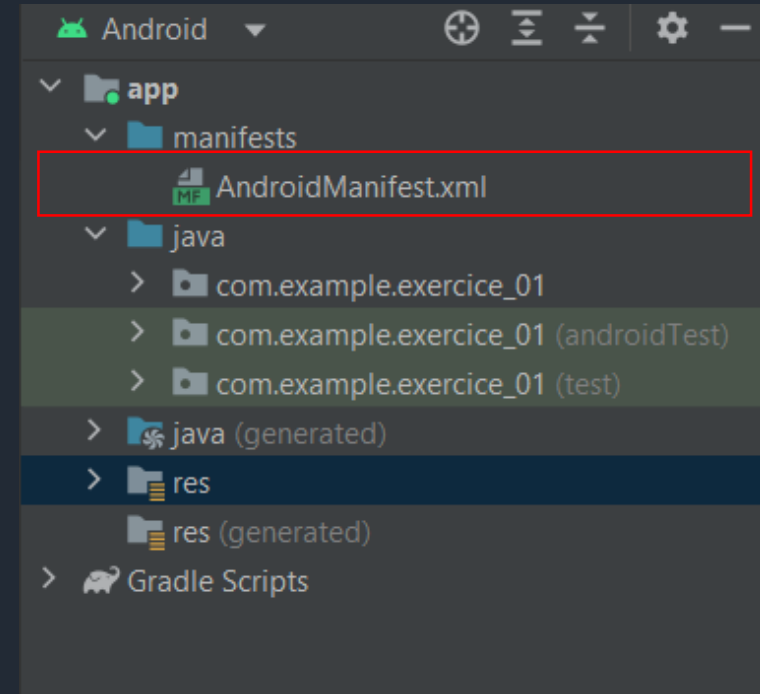 Android
app
manifests
MF AndroidManifest.xml
java
com.example.exercice_01
com.example.exercice_01 (androidTest)
com.example.exercice_01 (test)
java (generated)
res
res (generated)
Gradle Scripts